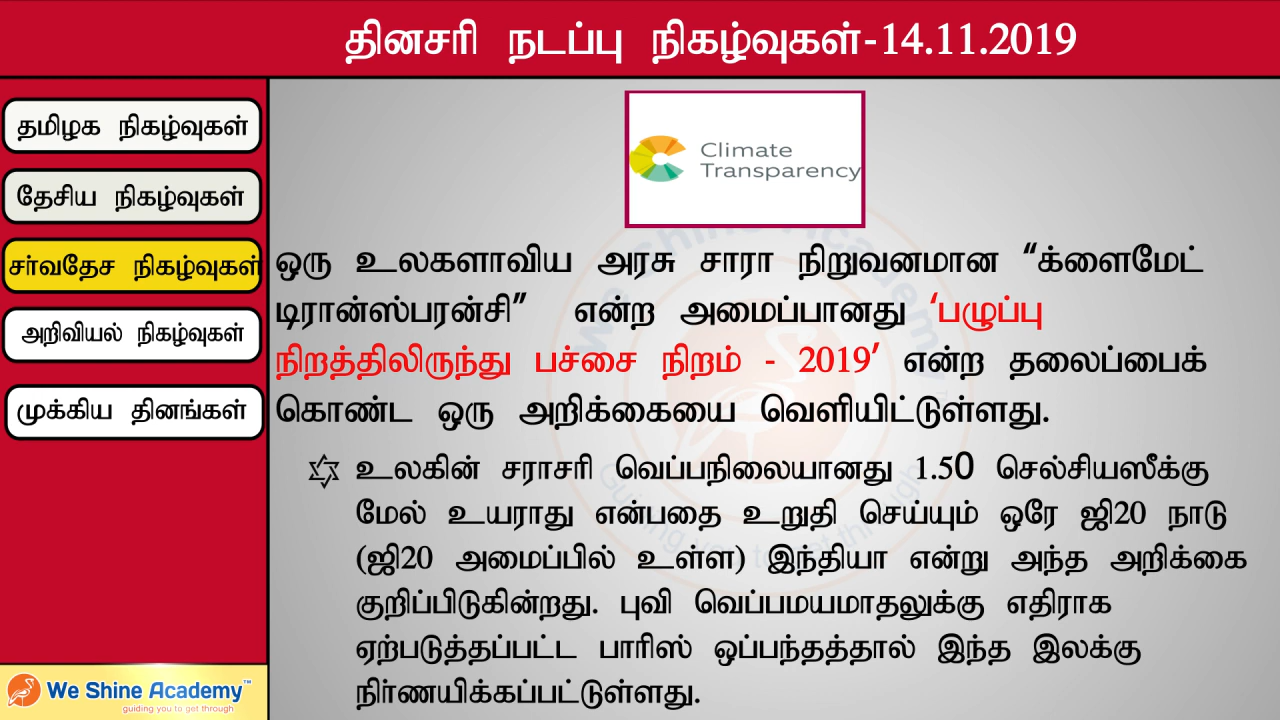 தினசரி நடப்பு நிகழ்வுகள்-14.11.2019
தமிழக நிகழ்வுகள்
தேசிய நிகழ்வுகள்
சர்வதேச நிகழ்வுகள்
அறிவியல் நிகழ்வுகள்
முக்கிய தினங்கள்
Climate
Transparency
ஒரு உலகளாவிய அரசு சாரா நிறுவனமான “க்ளைமேட்
டிரான்ஸ்பரன்சி” என்ற அமைப்பானது ‘பழுப்பு
நிறத்திலிருந்து பச்சை நிறம் - 2019’ என்ற தலைப்பைக்
கொண்ட ஒரு அறிக்கையை வெளியிட்டுள்ளது.
உலகின் சராசரி வெப்பநிலையானது 1.50 செல்சியஸீக்கு
மேல் உயராது என்பதை உறுதி செய்யும் ஒரே ஜி20 நாடு
(ஜி20 அமைப்பில் உள்ள) இந்தியா என்று அந்த அறிக்கை
குறிப்பிடுகின்றது. புவி வெப்பமயமாதலுக்கு எதிராக
ஏற்படுத்தப்பட்ட பாரிஸ் ஒப்பந்தத்தால் இந்த இலக்கு
நிர்ணயிக்கப்பட்டுள்ளது.
We Shine Academy™
guiding you to get through